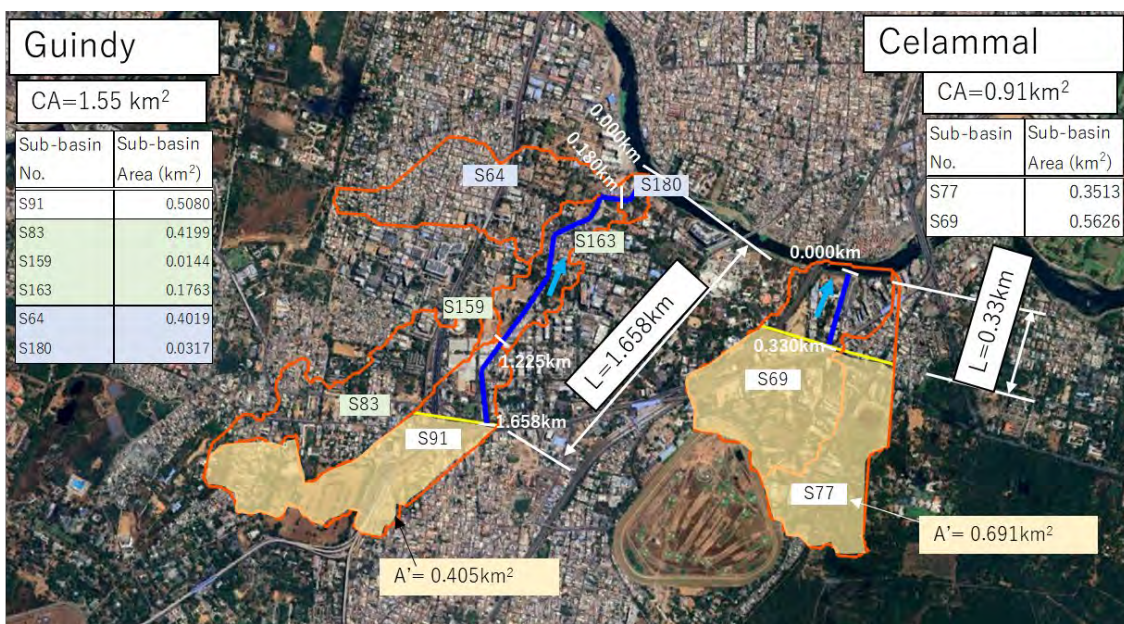 Guindy
CA=1.55 km²
Sub-basin No. Sub-basin Area (km²)
S91 0.5080
S83 0.4199
S159 0.0144
S163 0.1763
S64 0.4019
S180 0.0317
Celammal
CA=0.91km²
Sub-basin No. Sub-basin Area (km²)
S77 0.3513
S69 0.5626
0.000km
0.180km
S64
S180
S163
S159
1.225km
S83
1.658km
S91
L=1.658km
A’= 0.405km²
0.000km
0.330km
L=0.33km
S69
S77
A’= 0.691km²